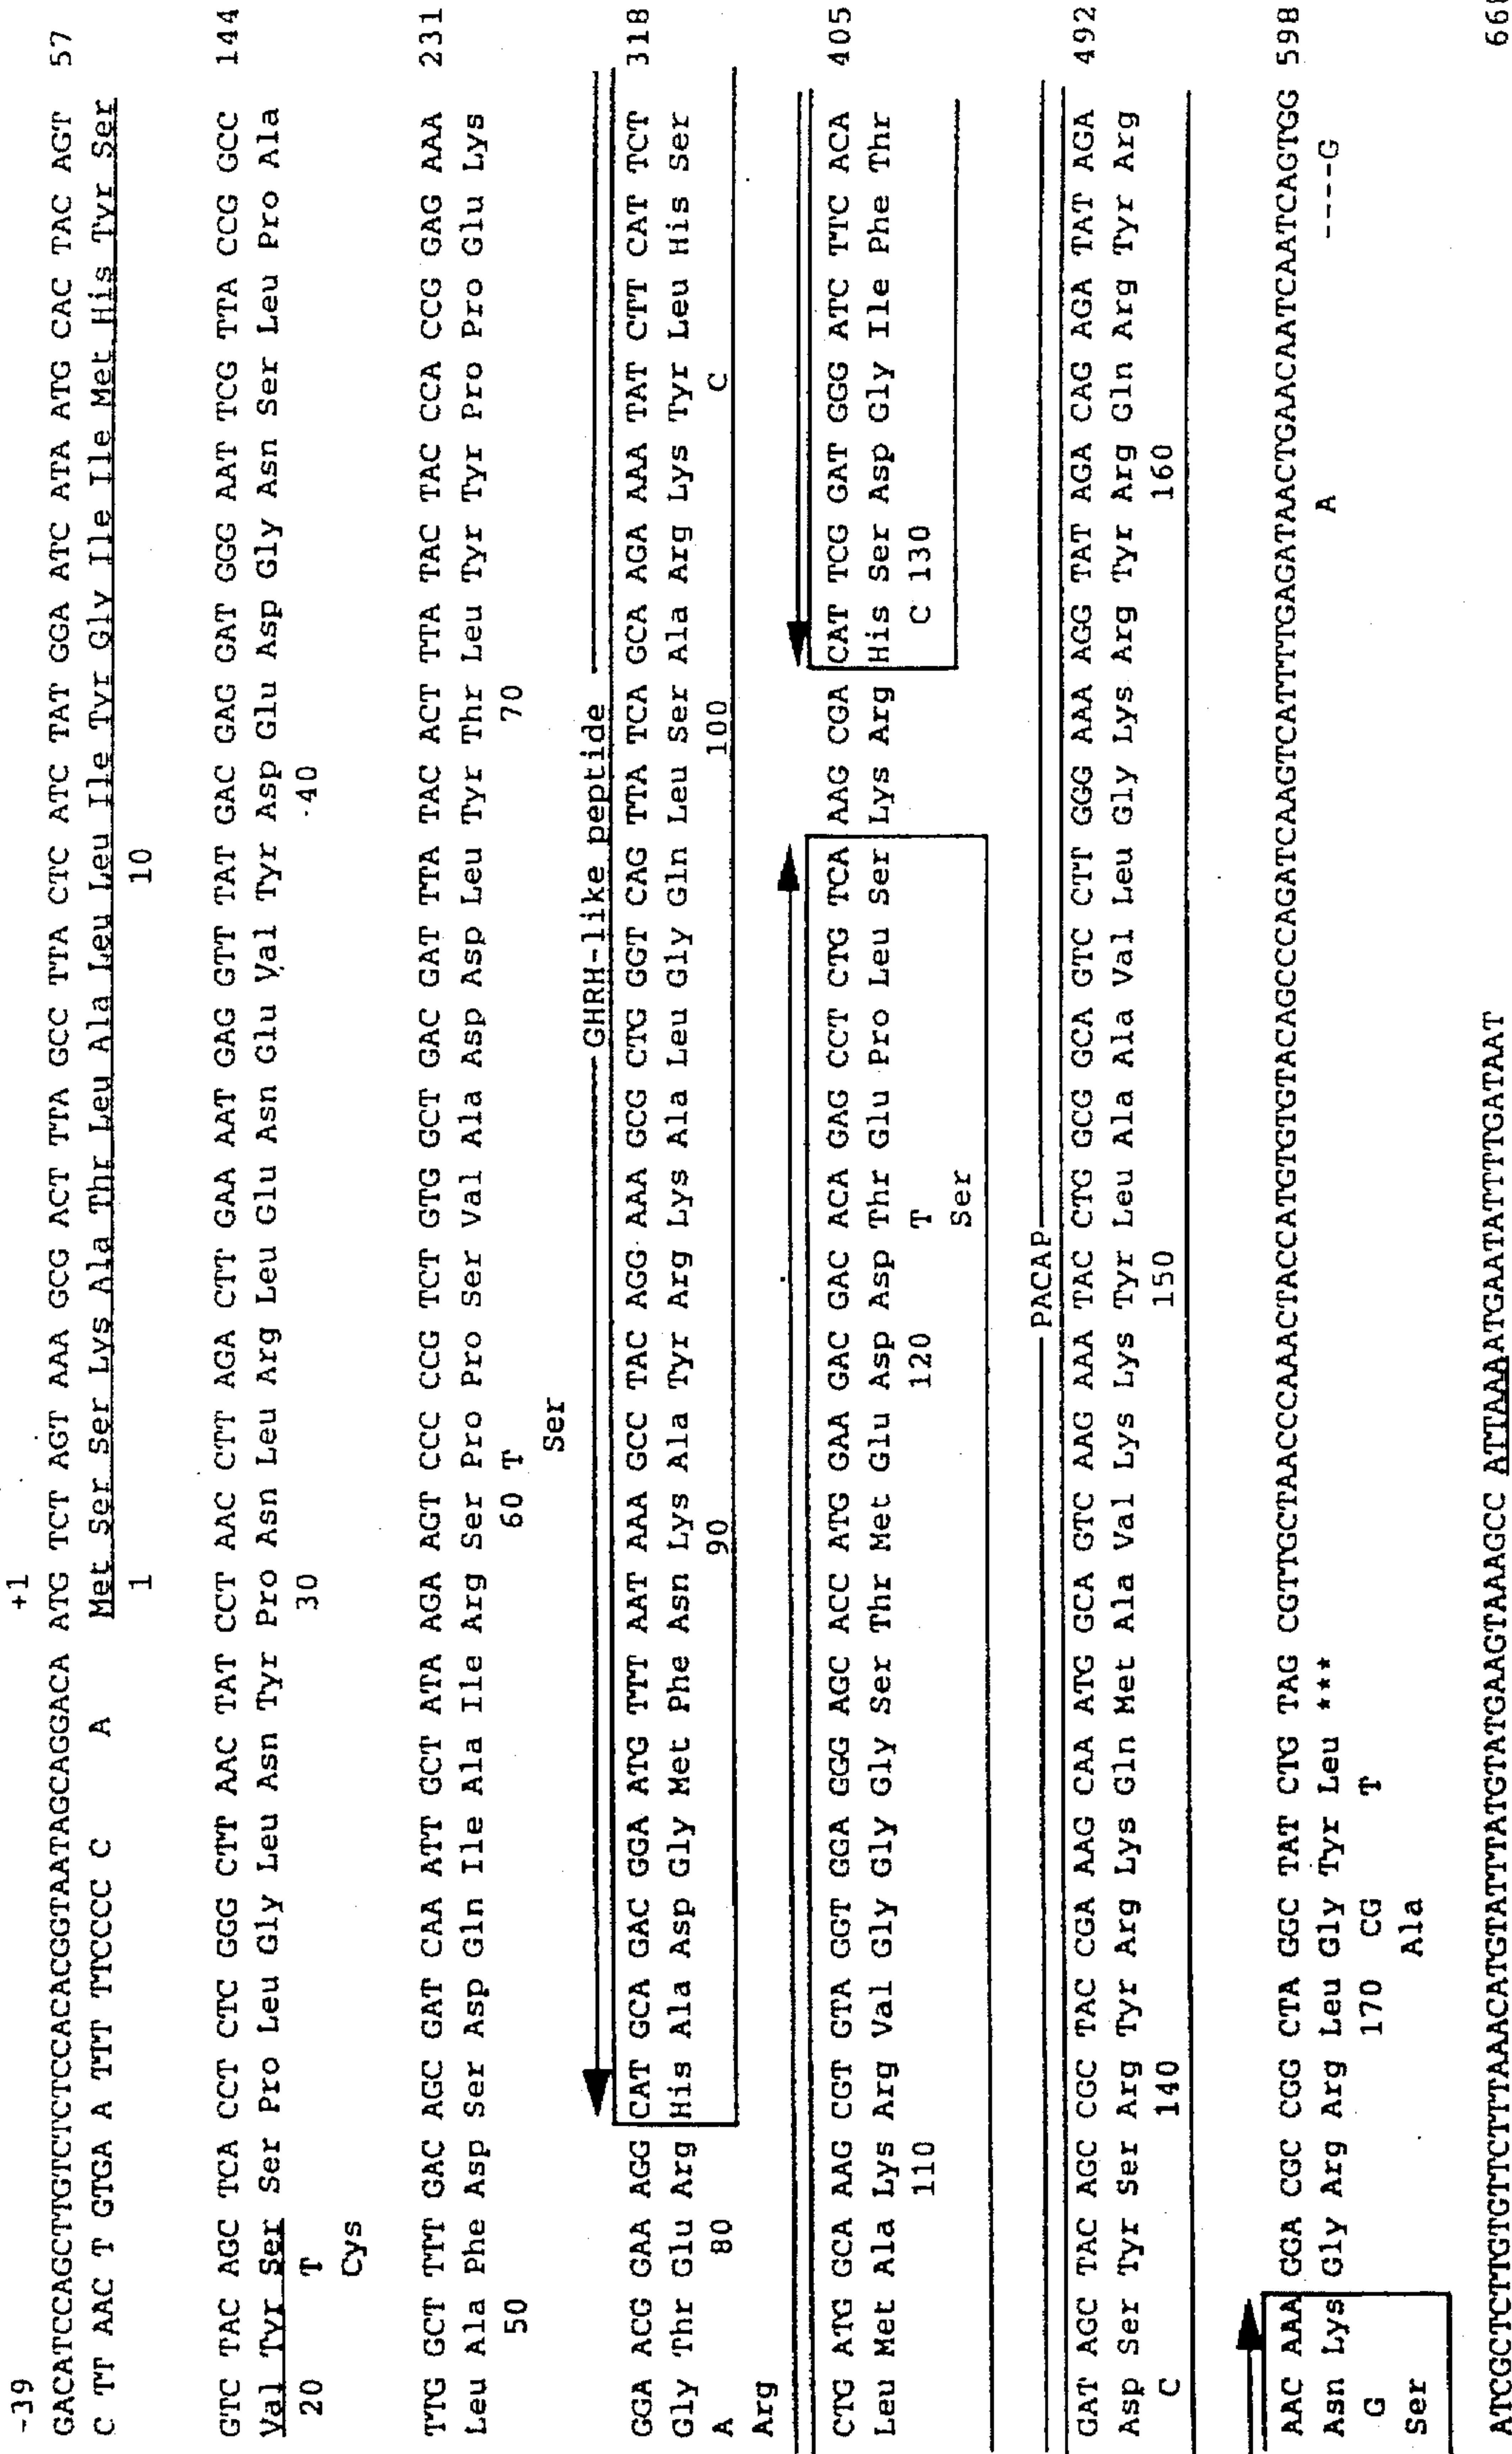 -39 +1
GACATCCAGCTTGTCTCTCCACACGGTAATAGCAGGACA ATG TCT AGT AAA GCG ACT TTA GCC TTA CTC ATC TAT GGA ATC ATA ATG CAC TAC AGT 57
C TT AAC T GTGA A TTT TTCCC C A Met Ser Ser Lys Ala Thr Leu Ala Leu Leu Ile Tyr Gly Ile Ile Met His Tyr Ser
1 10
GTC TAC AGC TCA CCT CTC GGG CTT AAC TAT CCT AAC CTT AGA CTT GAA AAT GAG GTT TAT GAC GAG GAT GGG AAT TCG TTA CCG GCC 144
Val Tyr Ser Ser Pro Leu Gly Leu Asn Tyr Pro Asn Leu Arg Leu Glu Asn Glu Val Tyr Asp Glu Asp Gly Asn Ser Leu Pro Ala
20 T 30 40
Cys
TTG GCT TTT GAC AGC GAT CAA ATT GCT ATA AGA AGT CCC CCG TCT GTG GCT GAC GAT TTA TAC ACT TTA TAC TAC CCA CCG GAG AAA 231
Leu Ala Phe Asp Ser Asp Gln Ile Ala Ile Arg Ser Pro Pro Ser Val Ala Asp Asp Leu Tyr Thr Leu Tyr Tyr Pro Pro Glu Lys
50 60 T 70
Ser
GHRH-like peptide
GGA ACG GAA AGG CAT GCA GAC GGA ATG TTT AAT AAA GCC TAC AGG AAA GCG CTG GGT CAG TTA TCA GCA AGA AAA TAT CTT CAT TCT 318
Gly Thr Glu Arg His Ala Asp Gly Met Phe Asn Lys Ala Tyr Arg Lys Ala Leu Gly Gln Leu Ser Ala Arg Lys Tyr Leu His Ser
A 80 90 100 C
Arg
CTG ATG GCA AAG CGT GTA GGT GGA GGG AGC ACC ATG GAA GAC GAC ACA GAG CCT CTG TCA AAG CGA CAT TCG GAT GGG ATC TTC ACA 405
Leu Met Ala Lys Arg Val Gly Gly Gly Ser Thr Met Glu Asp Asp Thr Glu Pro Leu Ser Lys Arg His Ser Asp Gly Ile Phe Thr
110 120 T C 130
Ser
PACAP
GAT AGC TAC AGC CGC TAC CGA AAG CAA ATG GCA GTC AAG AAA TAC CTG GCG GCA GTC CTT GGG AAA AGG TAT AGA CAG AGA TAT AGA 492
Asp Ser Tyr Ser Arg Tyr Arg Lys Gln Met Ala Val Lys Lys Tyr Leu Ala Ala Val Leu Gly Lys Arg Tyr Arg Gln Arg Tyr Arg
C 140 150 160
AAC AAA GGA CGC CGG CTA GGC TAT CTG TAG CGTTGCTAACCCAAACTACCATGTGTGTACAGCCCAGATCAAGTCATTTTGAGATAACTGAACAATCAATCAGTGG 598
Asn Lys Gly Arg Arg Leu Gly Tyr Leu *** A ----G
G 170 CG T
Ser Ala
ATCGCTCTTGTGTTCTTTAAACATGTATTTATGTATGAAGTAAAGCC ATTAAAATGAATATTTTGATAAT